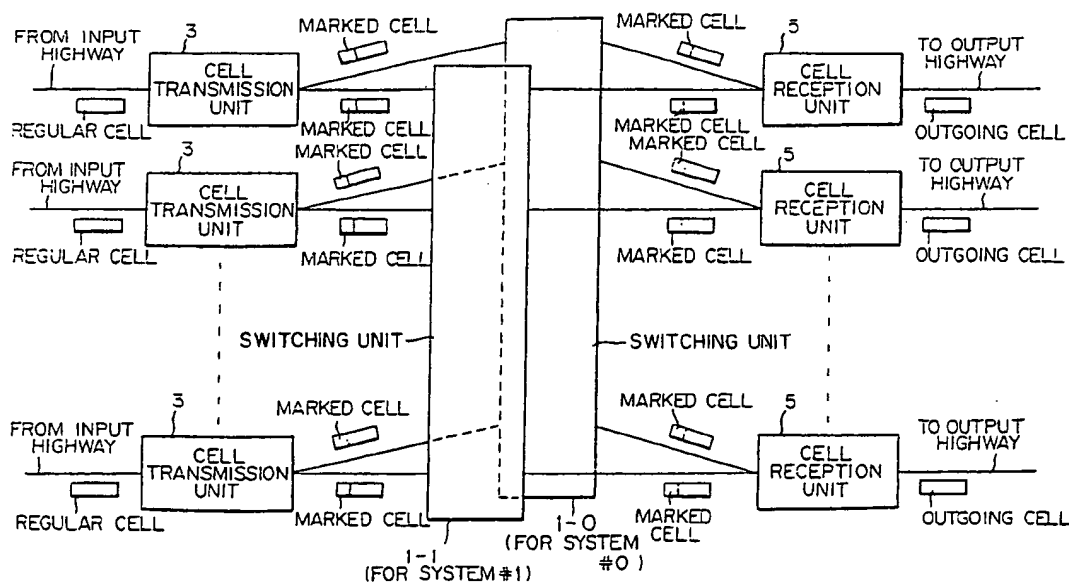 FROM INPUT
HIGHWAY
3
CELL
TRANSMISSION
UNIT
REGULAR CELL
MARKED CELL
MARKED CELL
MARKED CELL
MARKED CELL
5
CELL
RECEPTION
UNIT
TO OUTPUT
HIGHWAY
OUTGOING CELL
FROM INPUT
HIGHWAY
3
CELL
TRANSMISSION
UNIT
REGULAR CELL
MARKED CELL
MARKED CELL
MARKED CELL
MARKED CELL
5
CELL
RECEPTION
UNIT
TO OUTPUT
HIGHWAY
OUTGOING CELL
SWITCHING UNIT
SWITCHING UNIT
FROM INPUT
HIGHWAY
3
CELL
TRANSMISSION
UNIT
REGULAR CELL
MARKED CELL
MARKED CELL
MARKED CELL
MARKED
CELL
5
CELL
RECEPTION
UNIT
TO OUTPUT
HIGHWAY
OUTGOING CELL
1-1
(FOR SYSTEM #1)
1-0
(FOR SYSTEM
#0)